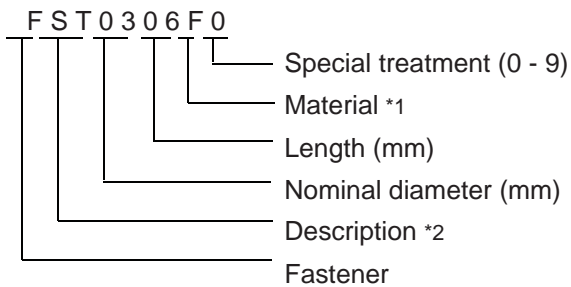 F S T 0 3 0 6 F 0
Special treatment (0 - 9)
Material *1
Length (mm)
Nominal diameter (mm)
Description *2
Fastener